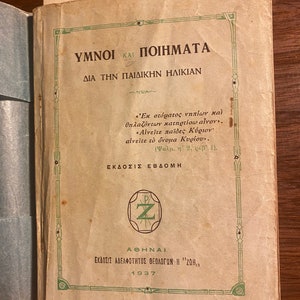 ΥΜΝΟΙ ΚΑΙ ΠΟΙΗΜΑΤΑ
ΔΙΑ ΤΗΝ ΠΑΙΔΙΚΗΝ ΗΛΙΚΙΑΝ
«Ἐκ στόματος νηπίων καὶ
θηλαζόντων κατηρτίσω αἶνον».
«Αἰνεῖτε παῖδες Κύριον·
αἰνεῖτε τὸ ὄνομα Κυρίου».
ΕΚΔΟΣΙΣ ΕΒΔΟΜΗ
Ζ
ΑΘΗΝΑΙ
ΕΚΔΟΣΙΣ ΑΔΕΛΦΟΤΗΤΟΣ ΘΕΟΛΟΓΩΝ Η "ΖΩΗ"
1937